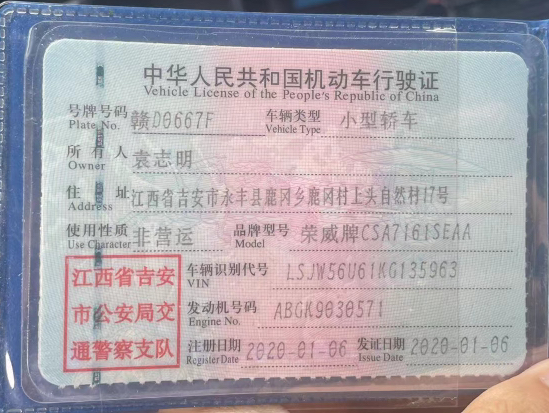 中华人民共和国机动车行驶证
Vehicle License of the People's Republic of China
号牌号码 赣D0667F 车辆类型 小型轿车
Plate No. Vehicle Type
所有人 袁志明
Owner
住址 江西省吉安市永丰县鹿冈乡鹿冈村上头自然村17号
Address
使用性质 非营运 品牌型号 荣威牌CSA7161SEAA
Use Character Model
江西省吉安
市公安局交
通警察支队
车辆识别代号 LSJW56U61KG135963
VIN
发动机号码 ABGK9030571
Engine No.
注册日期 2020-01-06 发证日期 2020-01-06
Register Date Issue Date